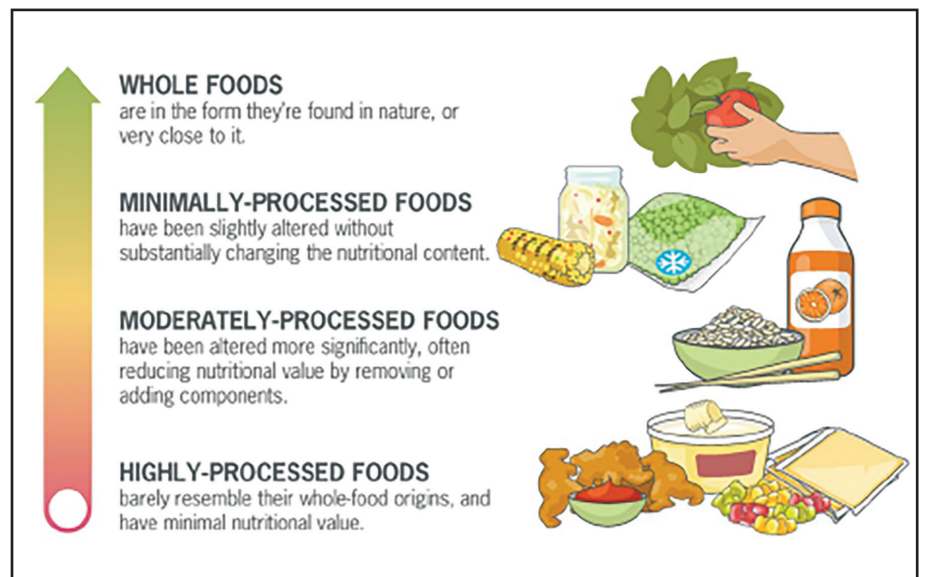 WHOLE FOODS
are in the form they're found in nature, or
very close to it.
MINIMALLY-PROCESSED FOODS
have been slightly altered without
substantially changing the nutritional content.
MODERATELY-PROCESSED FOODS
have been altered more significantly, often
reducing nutritional value by removing or
adding components.
HIGHLY-PROCESSED FOODS
barely resemble their whole-food origins, and
have minimal nutritional value.